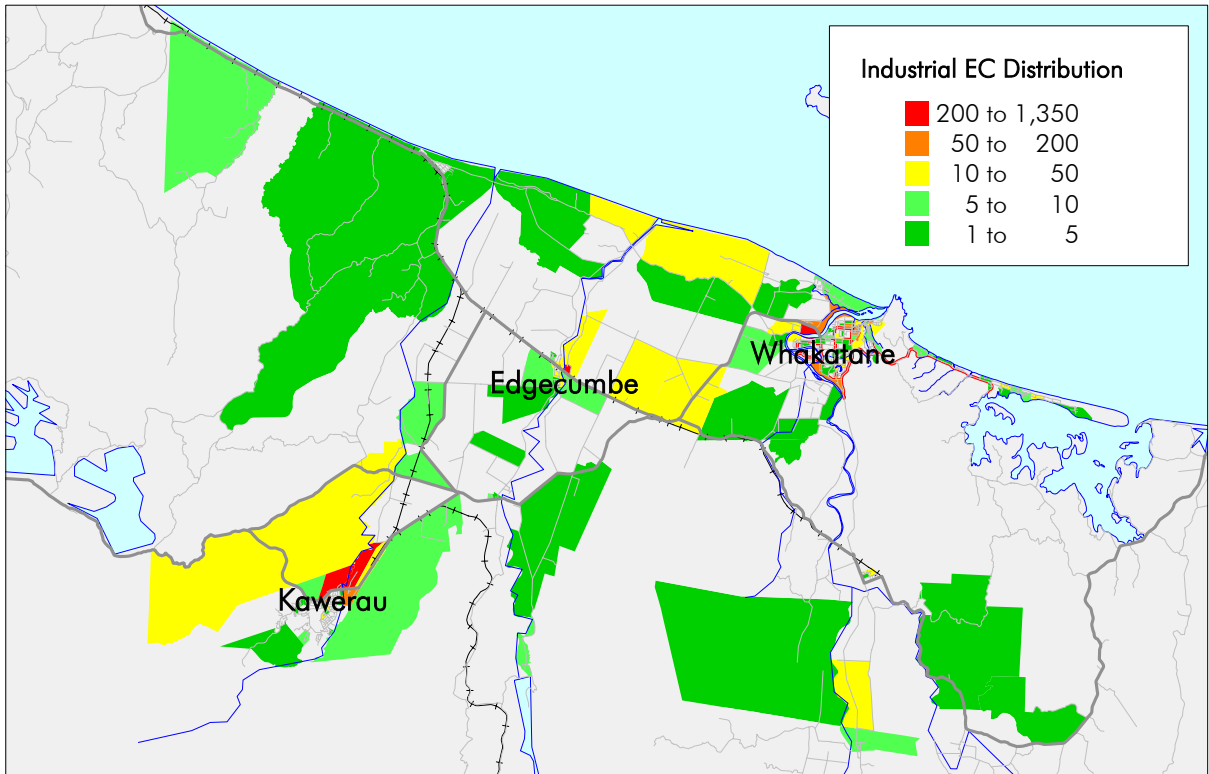 Industrial EC Distribution
200 to 1,350
50 to 200
10 to 50
5 to 10
1 to 5
Whakatane
Edgecumbe
Kawerau